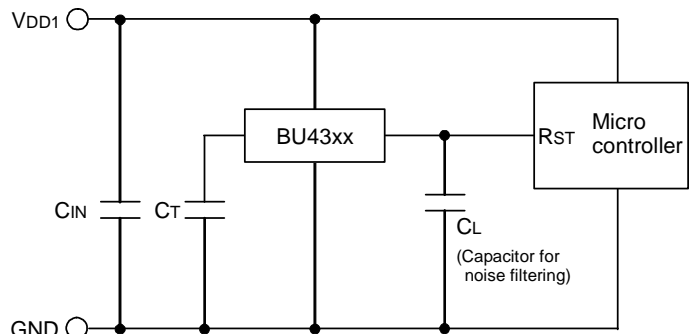 VDD1
BU43xx
RST
Micro
controller
CIN
CT
CL
(Capacitor for
noise filtering)
GND